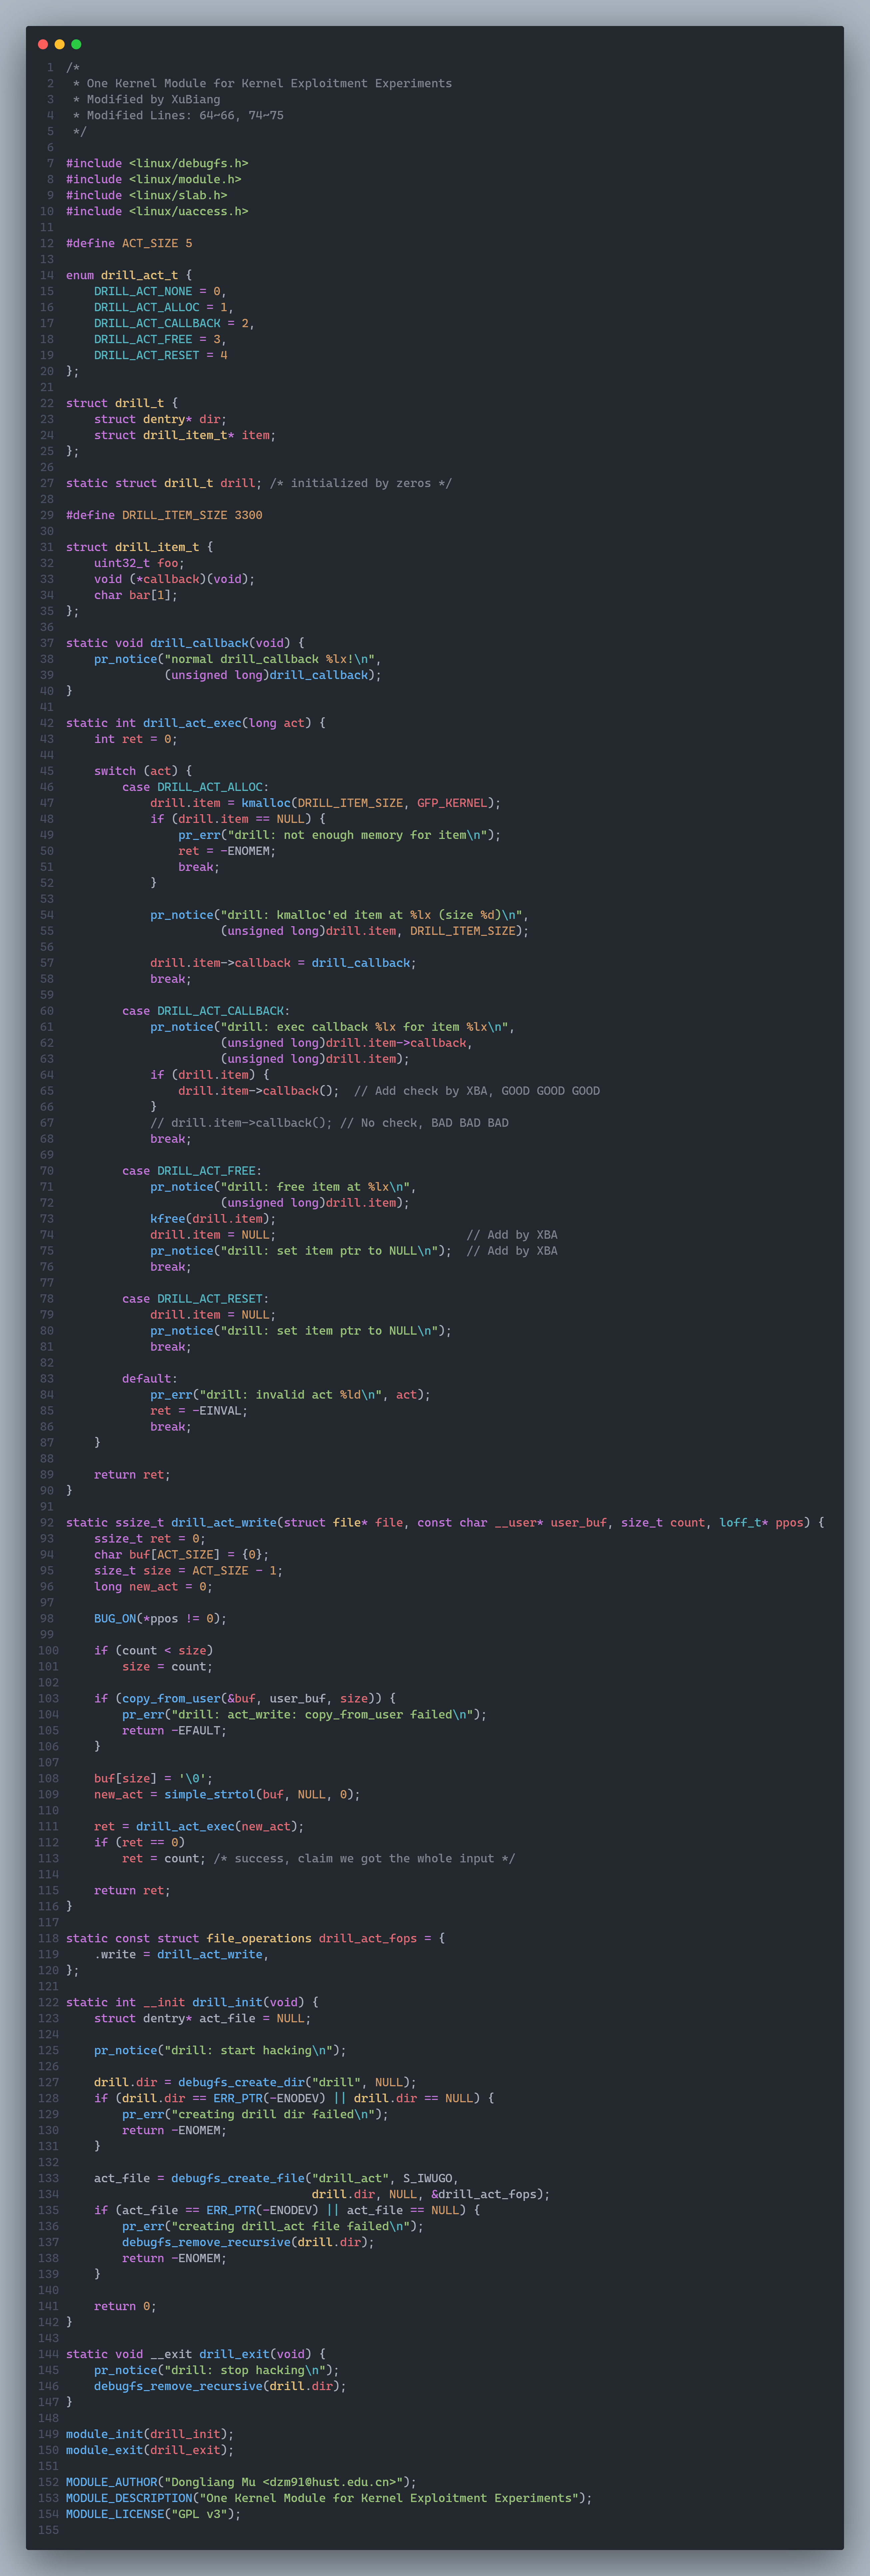 1 /*
2  * One Kernel Module for Kernel Exploitment Experiments
3  * Modified by XuBiang
4  * Modified Lines: 64~66, 74~75
5  */
6
7 #include <linux/debugfs.h>
8 #include <linux/module.h>
9 #include <linux/slab.h>
10 #include <linux/uaccess.h>
11
12 #define ACT_SIZE 5
13
14 enum drill_act_t {
15     DRILL_ACT_NONE = 0,
16     DRILL_ACT_ALLOC = 1,
17     DRILL_ACT_CALLBACK = 2,
18     DRILL_ACT_FREE = 3,
19     DRILL_ACT_RESET = 4
20 };
21
22 struct drill_t {
23     struct dentry* dir;
24     struct drill_item_t* item;
25 };
26
27 static struct drill_t drill; /* initialized by zeros */
28
29 #define DRILL_ITEM_SIZE 3300
30
31 struct drill_item_t {
32     uint32_t foo;
33     void (*callback)(void);
34     char bar[1];
35 };
36
37 static void drill_callback(void) {
38     pr_notice("normal drill_callback %lx!\n",
39               (unsigned long)drill_callback);
40 }
41
42 static int drill_act_exec(long act) {
43     int ret = 0;
44
45     switch (act) {
46         case DRILL_ACT_ALLOC:
47             drill.item = kmalloc(DRILL_ITEM_SIZE, GFP_KERNEL);
48             if (drill.item == NULL) {
49                 pr_err("drill: not enough memory for item\n");
50                 ret = -ENOMEM;
51                 break;
52             }
53
54             pr_notice("drill: kmalloc'ed item at %lx (size %d)\n",
55                       (unsigned long)drill.item, DRILL_ITEM_SIZE);
56
57             drill.item->callback = drill_callback;
58             break;
59
60         case DRILL_ACT_CALLBACK:
61             pr_notice("drill: exec callback %lx for item %lx\n",
62                       (unsigned long)drill.item->callback,
63                       (unsigned long)drill.item);
64             if (drill.item) {
65                 drill.item->callback();  // Add check by XBA, GOOD GOOD GOOD
66             }
67             // drill.item->callback(); // No check, BAD BAD BAD
68             break;
69
70         case DRILL_ACT_FREE:
71             pr_notice("drill: free item at %lx\n",
72                       (unsigned long)drill.item);
73             kfree(drill.item);
74             drill.item = NULL;                           // Add by XBA
75             pr_notice("drill: set item ptr to NULL\n");  // Add by XBA
76             break;
77
78         case DRILL_ACT_RESET:
79             drill.item = NULL;
80             pr_notice("drill: set item ptr to NULL\n");
81             break;
82
83         default:
84             pr_err("drill: invalid act %ld\n", act);
85             ret = -EINVAL;
86             break;
87     }
88
89     return ret;
90 }
91
92 static ssize_t drill_act_write(struct file* file, const char __user* user_buf, size_t count, loff_t* ppos) {
93     ssize_t ret = 0;
94     char buf[ACT_SIZE] = {0};
95     size_t size = ACT_SIZE - 1;
96     long new_act = 0;
97
98     BUG_ON(*ppos != 0);
99
100     if (count < size)
101         size = count;
102
103     if (copy_from_user(&buf, user_buf, size)) {
104         pr_err("drill: act_write: copy_from_user failed\n");
105         return -EFAULT;
106     }
107
108     buf[size] = '\0';
109     new_act = simple_strtol(buf, NULL, 0);
110
111     ret = drill_act_exec(new_act);
112     if (ret == 0)
113         ret = count; /* success, claim we got the whole input */
114
115     return ret;
116 }
117
118 static const struct file_operations drill_act_fops = {
119     .write = drill_act_write,
120 };
121
122 static int __init drill_init(void) {
123     struct dentry* act_file = NULL;
124
125     pr_notice("drill: start hacking\n");
126
127     drill.dir = debugfs_create_dir("drill", NULL);
128     if (drill.dir == ERR_PTR(-ENODEV) || drill.dir == NULL) {
129         pr_err("creating drill dir failed\n");
130         return -ENOMEM;
131     }
132
133     act_file = debugfs_create_file("drill_act", S_IWUGO,
134                                    drill.dir, NULL, &drill_act_fops);
135     if (act_file == ERR_PTR(-ENODEV) || act_file == NULL) {
136         pr_err("creating drill_act file failed\n");
137         debugfs_remove_recursive(drill.dir);
138         return -ENOMEM;
139     }
140
141     return 0;
142 }
143
144 static void __exit drill_exit(void) {
145     pr_notice("drill: stop hacking\n");
146     debugfs_remove_recursive(drill.dir);
147 }
148
149 module_init(drill_init);
150 module_exit(drill_exit);
151
152 MODULE_AUTHOR("Dongliang Mu <dzm91@hust.edu.cn>");
153 MODULE_DESCRIPTION("One Kernel Module for Kernel Exploitment Experiments");
154 MODULE_LICENSE("GPL v3");
155